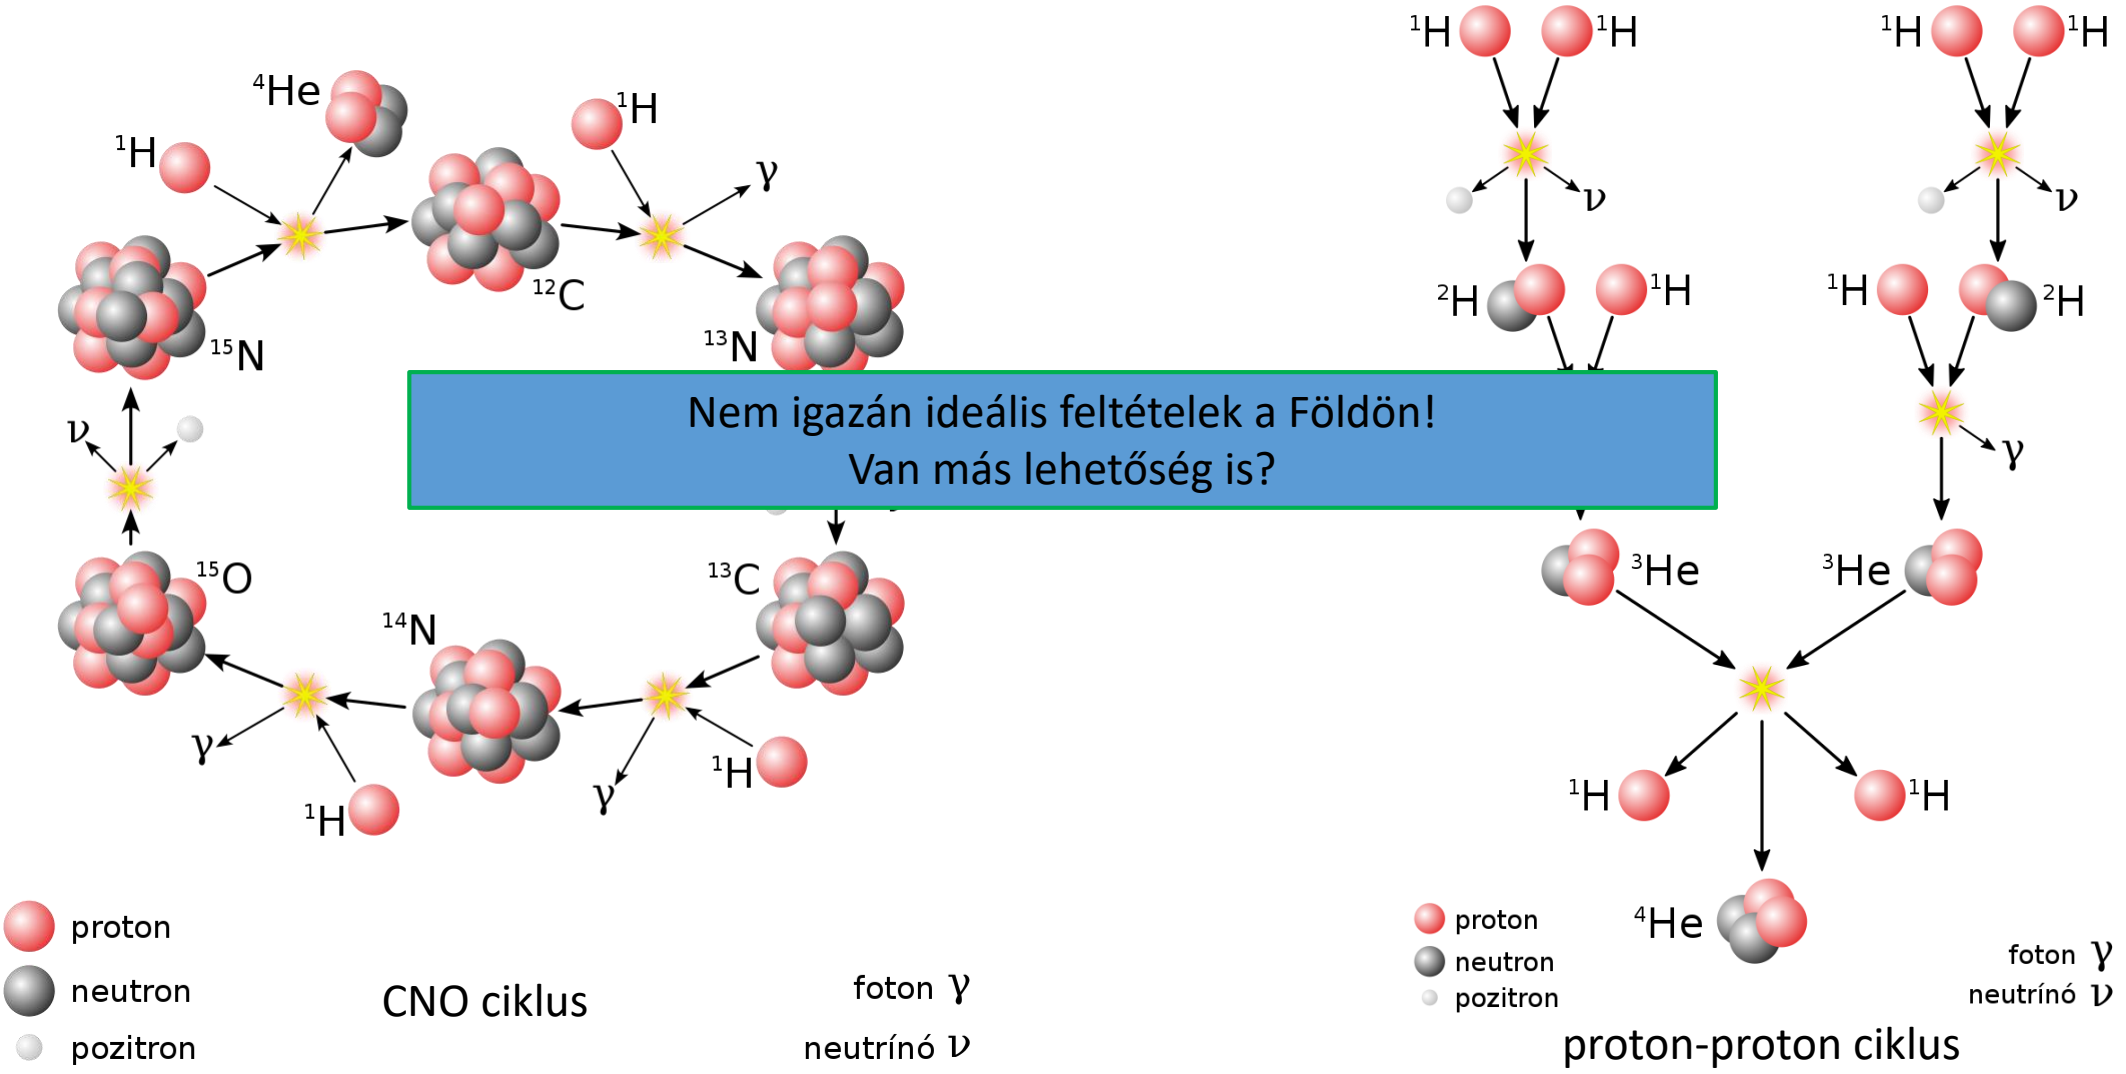 ⁴He
¹H
¹H
γ
¹²C
¹⁵N
¹³N
ν
¹⁵O
¹³C
¹⁴N
γ
¹H
γ
¹H
proton
neutron
pozitron
CNO ciklus
foton γ
neutrínó ν
Nem igazán ideális feltételek a Földön!
Van más lehetőség is?
¹H ¹H
¹H ¹H
ν
ν
²H ¹H
¹H ²H
γ
³He
³He
¹H
¹H
⁴He
proton
neutron
pozitron
foton γ
neutrínó ν
proton-proton ciklus